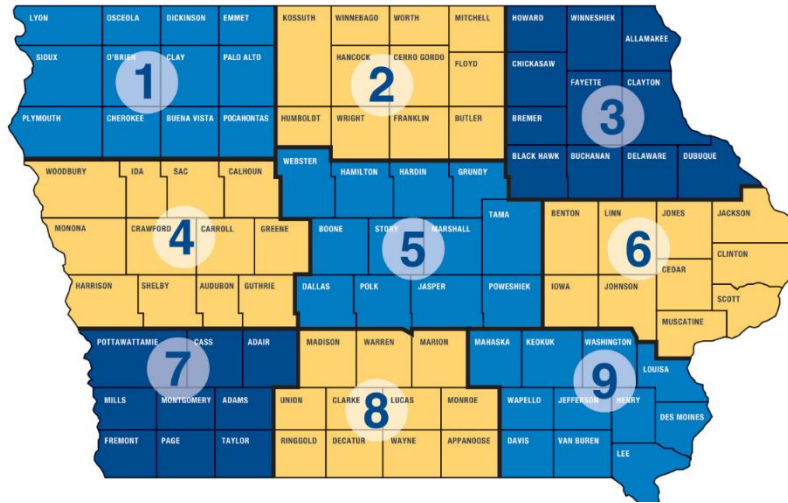 LYON OSCEOLA DICKINSON EMMET
SIOUX O'BRIEN CLAY PALO ALTO
1
PLYMOUTH CHEROKEE BUENA VISTA POCAHONTAS
KOSSUTH WINNEBAGO WORTH MITCHELL
HANCOCK CERRO GORDO FLOYD
2
HUMBOLDT WRIGHT FRANKLIN BUTLER
HOWARD WINNESHIEK ALLAMAKEE
CHICKASAW
FAYETTE CLAYTON
3
BREMER
BLACK HAWK BUCHANAN DELAWARE DUBUQUE
WOODBURY IDA SAC CALHOUN
MONONA CRAWFORD CARROLL GREENE
4
HARRISON SHELBY AUDUBON GUTHRIE
WEBSTER HAMILTON HARDIN GRUNDY
TAMA
BOONE STORY MARSHALL
5
DALLAS POLK JASPER POWESHIEK
BENTON LINN JONES JACKSON
6
CLINTON
CEDAR
IOWA JOHNSON SCOTT
MUSCATINE
POTTAWATTAMIE CASS ADAIR
7
MILLS MONTGOMERY ADAMS
FREMONT PAGE TAYLOR
MADISON WARREN MARION
UNION CLARKE LUCAS MONROE
8
RINGGOLD DECATUR WAYNE APPANOOSE
MAHASKA KEOKUK WASHINGTON
LOUISA
9
WAPELLO JEFFERSON HENRY
DES MOINES
DAVIS VAN BUREN
LEE